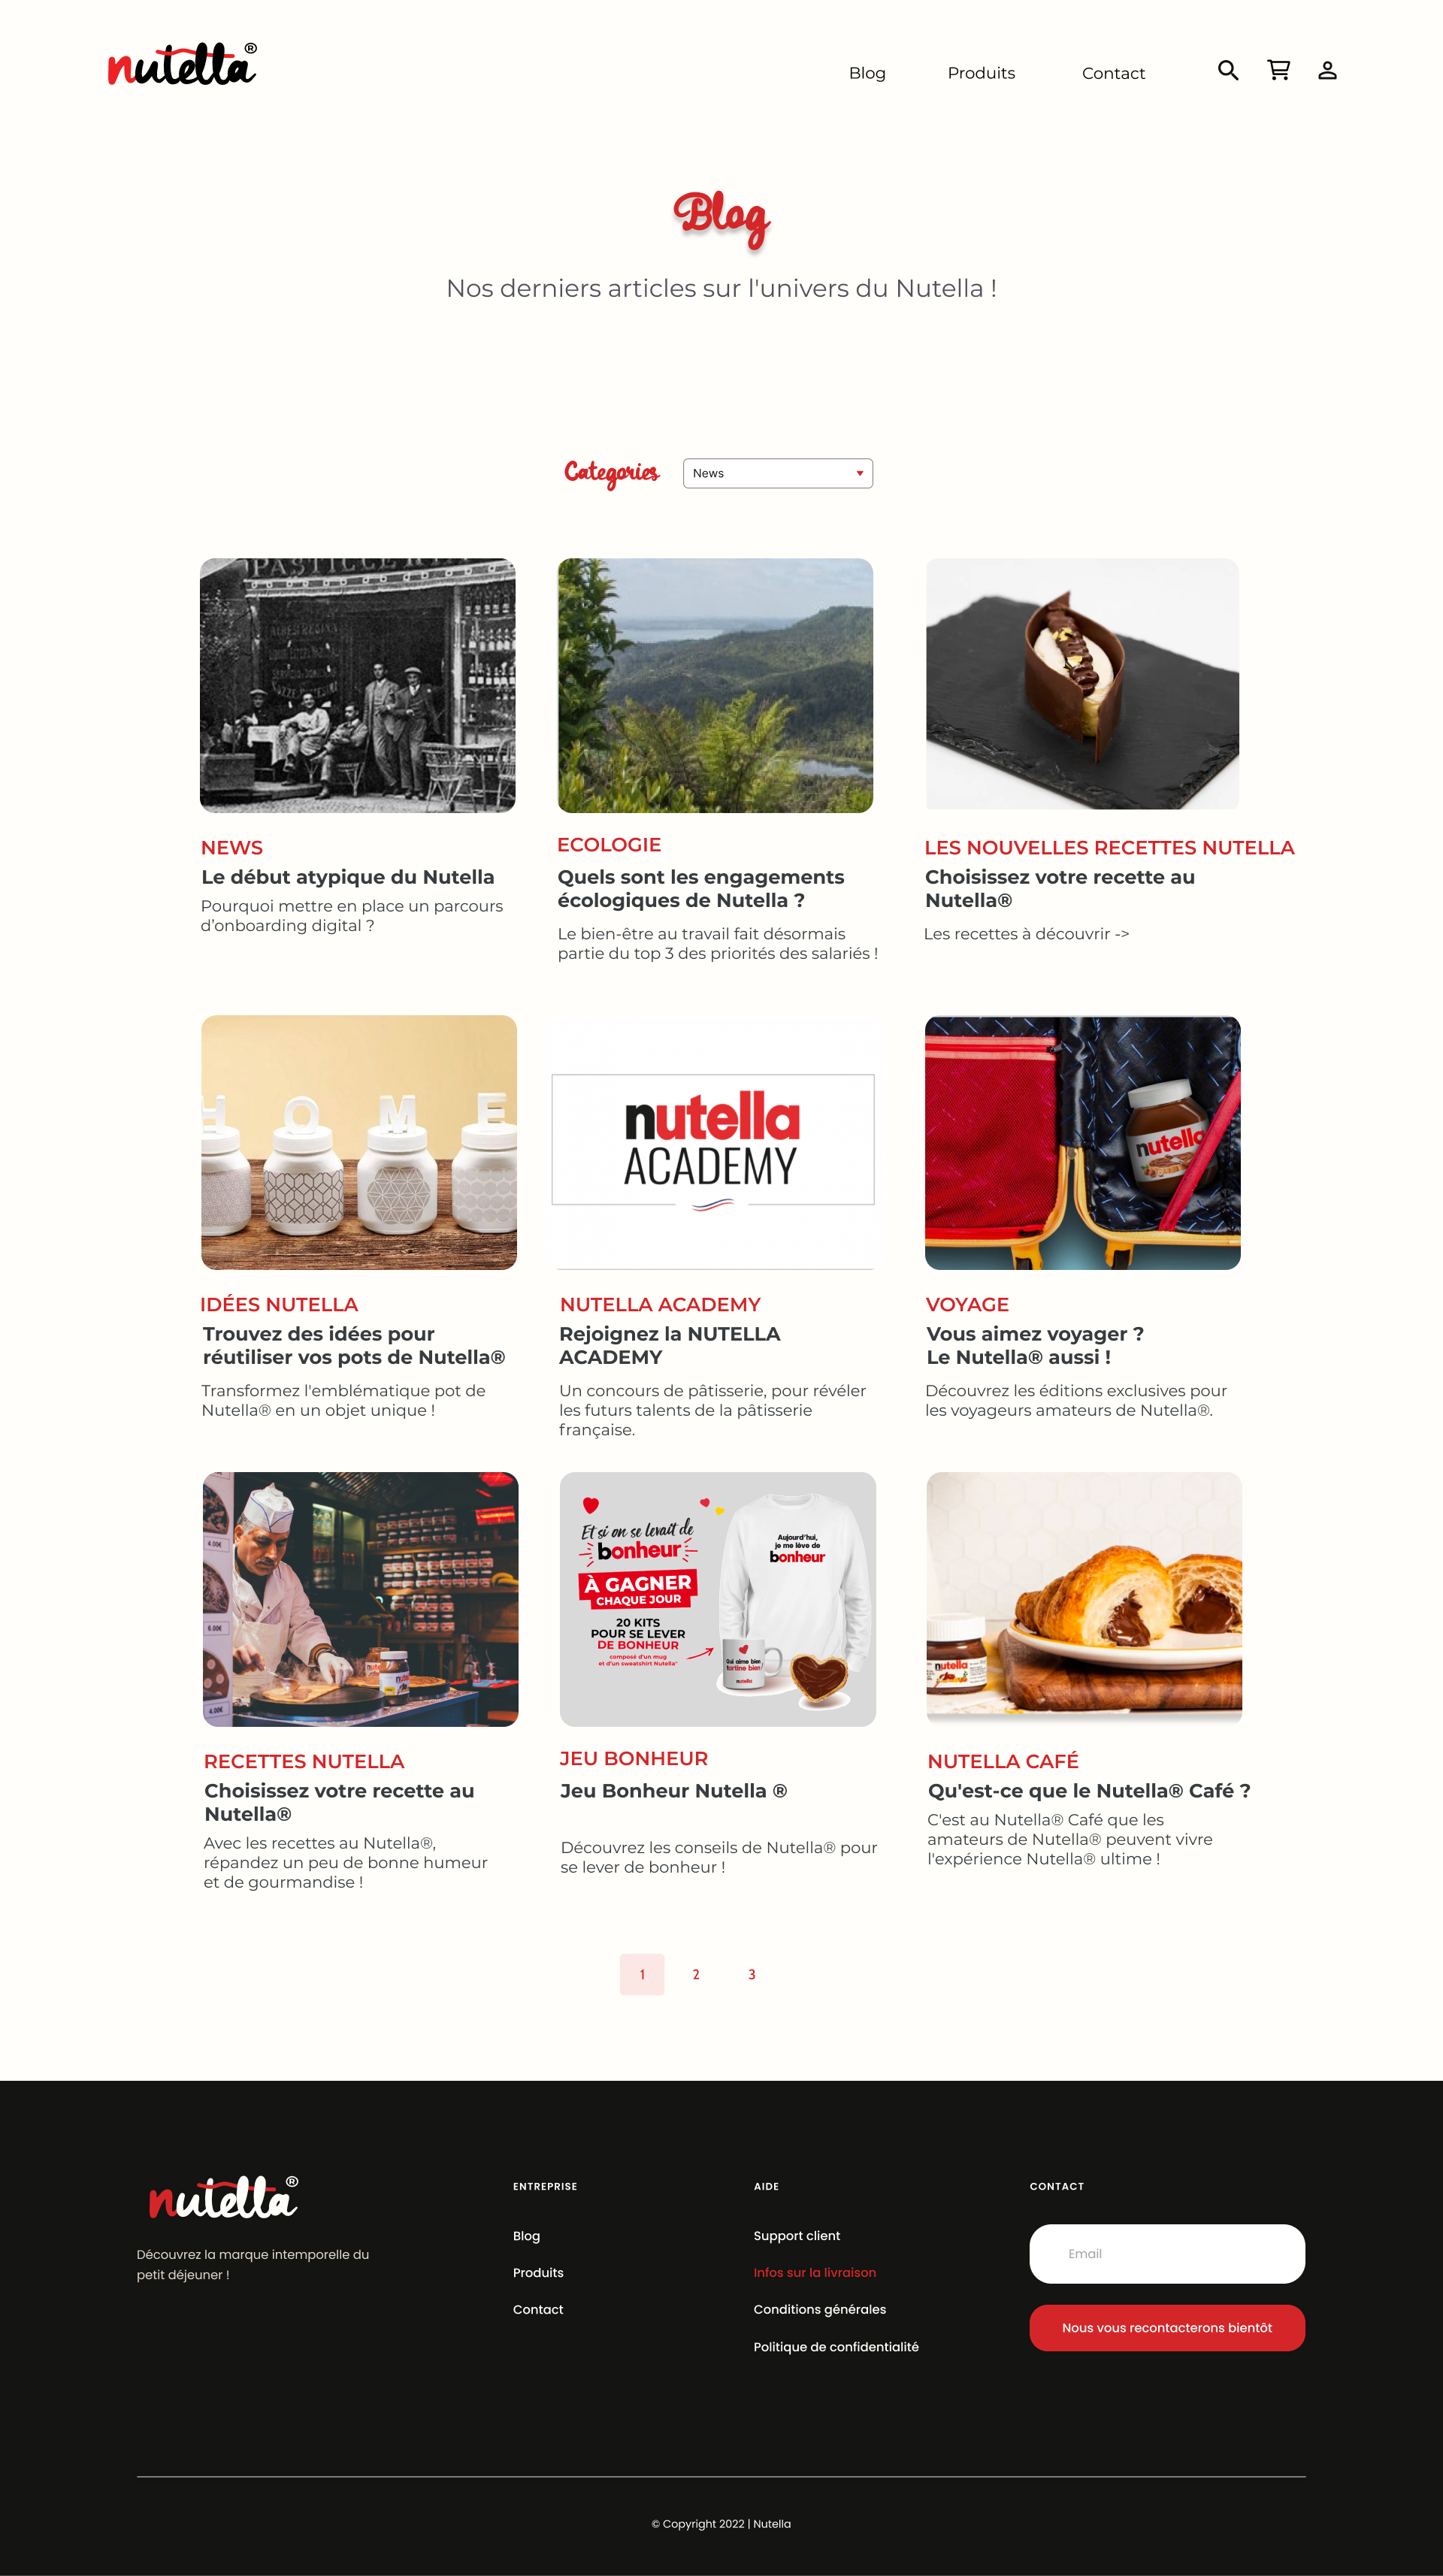 nutella®
Blog
Produits
Contact
Blog
Nos derniers articles sur l'univers du Nutella !
Categories
News
PASTICCER
NEWS
Le début atypique du Nutella
Pourquoi mettre en place un parcours
d’onboarding digital ?
ECOLOGIE
Quels sont les engagements
écologiques de Nutella ?
Le bien-être au travail fait désormais
partie du top 3 des priorités des salariés !
LES NOUVELLES RECETTES NUTELLA
Choisissez votre recette au
Nutella®
Les recettes à découvrir ->
H O M E
nutella
ACADEMY
nutella
IDÉES NUTELLA
Trouvez des idées pour
réutiliser vos pots de Nutella®
Transformez l'emblématique pot de
Nutella® en un objet unique !
NUTELLA ACADEMY
Rejoignez la NUTELLA
ACADEMY
Un concours de pâtisserie, pour révéler
les futurs talents de la pâtisserie
française.
VOYAGE
Vous aimez voyager ?
Le Nutella® aussi !
Découvrez les éditions exclusives pour
les voyageurs amateurs de Nutella®.
4.00€
6.00€
4.00€
Et si on se levait de
bonheur
À GAGNER
CHAQUE JOUR
20 KITS
POUR SE LEVER
DE BONHEUR
composé d'un mug
et d'un sweatshirt Nutella®
Aujourd'hui,
je me lève de
bonheur
Qui aime bien
tartine bien !
nutella
nutella
RECETTES NUTELLA
Choisissez votre recette au
Nutella®
Avec les recettes au Nutella®,
répandez un peu de bonne humeur
et de gourmandise !
JEU BONHEUR
Jeu Bonheur Nutella ®
Découvrez les conseils de Nutella® pour
se lever de bonheur !
NUTELLA CAFÉ
Qu'est-ce que le Nutella® Café ?
C'est au Nutella® Café que les
amateurs de Nutella® peuvent vivre
l'expérience Nutella® ultime !
1 2 3
nutella®
Découvrez la marque intemporelle du
petit déjeuner !
ENTREPRISE
Blog
Produits
Contact
AIDE
Support client
Infos sur la livraison
Conditions générales
Politique de confidentialité
CONTACT
Email
Nous vous recontacterons bientôt
© Copyright 2022 | Nutella